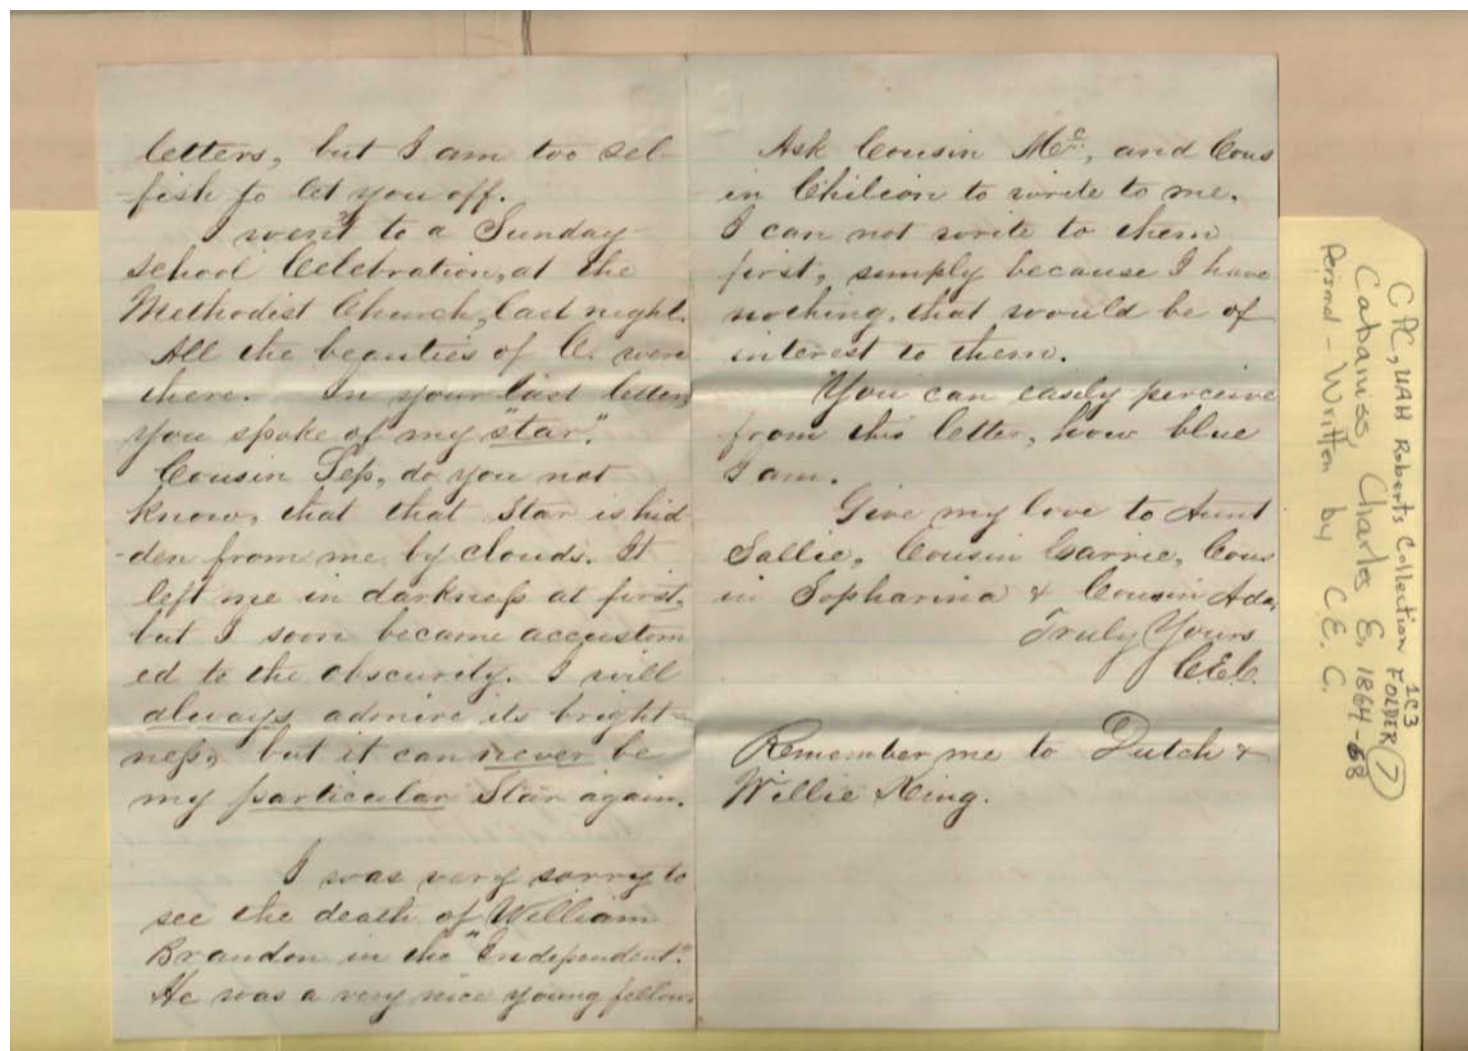 letters, but I am too sel-
-fish to let you off.
I went to a Sunday-
school Celebration, at the
Methodist Church, last night.
All the beauties of C. were
there. In your last letter,
you spoke of my "star".
Cousin Sep, do you not
know, that that Star is hid
-den from me by clouds. It
left me in darkness at first,
but I soon became accustom
ed to the obscurity. I will
always admire its bright-
ness, but it can never be
my particular Star again.
I was very sorry to
see the death of William
Brandon in the "Independent".
He was a very nice young fellow.
Ask Cousin Mc, and Cous
in Chilion to write to me.
I can not write to them
first, simply because I have
nothing, that would be of
interest to them.
You can easily perceive
from this letter, how blue
I am.
Give my love to Aunt
Sallie, Cousin Carrie, Cous
in Sopharina & Cousin Ada,
Truly Yours
C.E.C.
Remember me to Dutch &
Willie King.
1C3
CPC, UAH Roberts Collection FOLDER 7
Cabaniss, Charles E. 1864-68
Personal - Written by C.E.C.